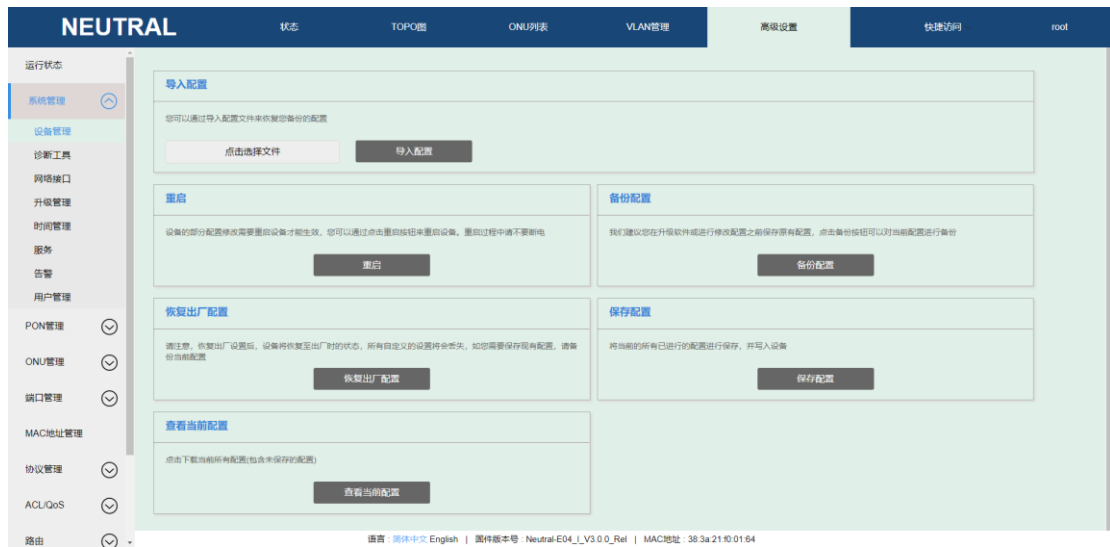 NEUTRAL
状态
TOPO图
ONU列表
VLAN管理
高级设置
快捷访问
root
运行状态
系统管理
设备管理
诊断工具
网络接口
升级管理
时间管理
服务
告警
用户管理
PON管理
ONU管理
端口管理
MAC地址管理
协议管理
ACL/QoS
路由
导入配置
您可以通过导入配置文件来恢复您备份的配置
点击选择文件
导入配置
重启
设备的部分配置修改需要重启设备才能生效，您可以通过点击重启按钮来重启设备。重启过程中请不要断电
重启
备份配置
我们建议您在升级软件或进行修改配置之前保存原有配置，点击备份按钮可以对当前配置进行备份
备份配置
恢复出厂配置
请注意，恢复出厂设置后，设备将恢复至出厂时的状态，所有自定义的设置将会丢失，如您需要保存现有配置，请备
份当前配置
恢复出厂配置
保存配置
将当前的所有已进行的配置进行保存，并写入设备
保存配置
查看当前配置
点击下载当前所有配置(包含未保存的配置)
查看当前配置
语言 : 简体中文 English | 固件版本号 : Neutral-E04_I_V3.0.0_Rel | MAC地址 : 38:3a:21:f0:01:64